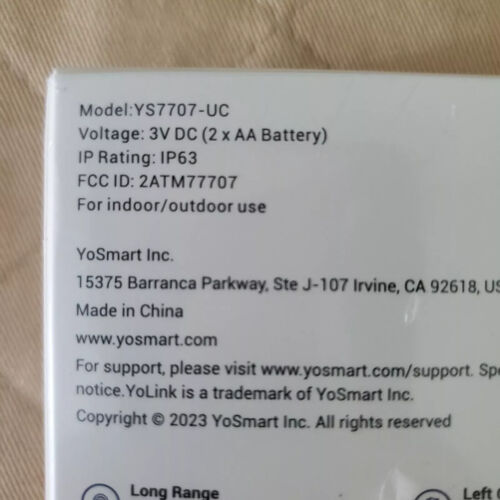 Model:YS7707-UC
Voltage: 3V DC (2 x AA Battery)
IP Rating: IP63
FCC ID: 2ATM77707
For indoor/outdoor use
YoSmart Inc.
15375 Barranca Parkway, Ste J-107 Irvine, CA 92618, US
Made in China
www.yosmart.com
For support, please visit www.yosmart.com/support. Spe
notice.YoLink is a trademark of YoSmart Inc.
Copyright © 2023 YoSmart Inc. All rights reserved
Long Range
Left